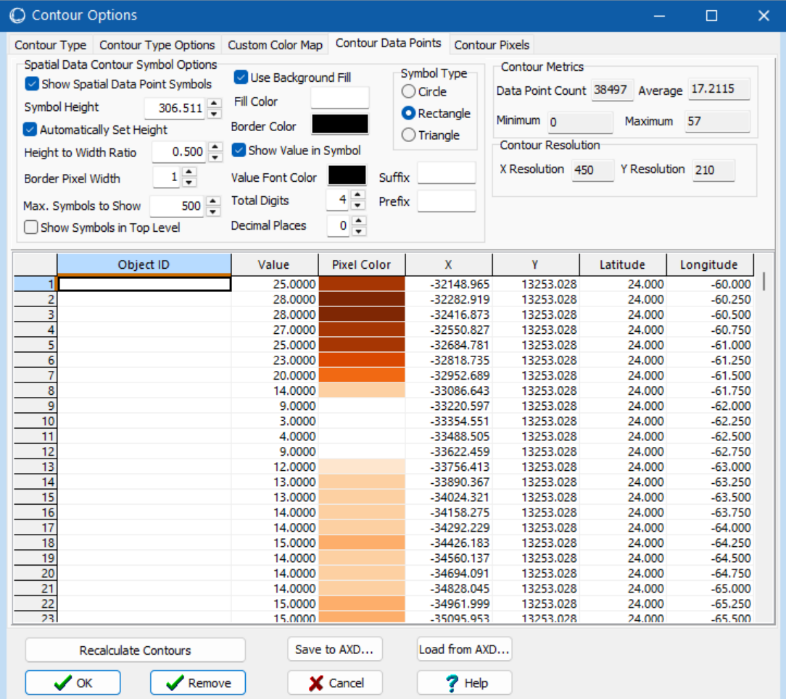 Contour Options
Contour Type Contour Type Options Custom Color Map Contour Data Points Contour Pixels
Spatial Data Contour Symbol Options
Show Spatial Data Point Symbols
Symbol Height 306.511
Automatically Set Height
Height to Width Ratio 0.500
Border Pixel Width 1
Max. Symbols to Show 500
Show Symbols in Top Level
Use Background Fill
Fill Color
Border Color
Show Value in Symbol
Value Font Color
Total Digits 4
Decimal Places 0
Suffix
Prefix
Symbol Type
Circle
Rectangle
Triangle
Contour Metrics
Data Point Count 38497 Average 17.2115
Minimum 0 Maximum 57
Contour Resolution
X Resolution 450 Y Resolution 210
Object ID Value Pixel Color X Y Latitude Longitude
1 25.0000 -32148.965 13253.028 24.000 -60.000
2 28.0000 -32282.919 13253.028 24.000 -60.250
3 28.0000 -32416.873 13253.028 24.000 -60.500
4 27.0000 -32550.827 13253.028 24.000 -60.750
5 25.0000 -32684.781 13253.028 24.000 -61.000
6 23.0000 -32818.735 13253.028 24.000 -61.250
7 20.0000 -32952.689 13253.028 24.000 -61.500
8 14.0000 -33086.643 13253.028 24.000 -61.750
9 9.0000 -33220.597 13253.028 24.000 -62.000
10 3.0000 -33354.551 13253.028 24.000 -62.250
11 4.0000 -33488.505 13253.028 24.000 -62.500
12 9.0000 -33622.459 13253.028 24.000 -62.750
13 12.0000 -33756.413 13253.028 24.000 -63.000
14 13.0000 -33890.367 13253.028 24.000 -63.250
15 13.0000 -34024.321 13253.028 24.000 -63.500
16 14.0000 -34158.275 13253.028 24.000 -63.750
17 14.0000 -34292.229 13253.028 24.000 -64.000
18 15.0000 -34426.183 13253.028 24.000 -64.250
19 14.0000 -34560.137 13253.028 24.000 -64.500
20 14.0000 -34694.091 13253.028 24.000 -64.750
21 14.0000 -34828.045 13253.028 24.000 -65.000
22 15.0000 -34961.999 13253.028 24.000 -65.250
23 15.0000 -35095.953 13253.028 24.000 -65.500
Recalculate Contours Save to AXD... Load from AXD...
OK Remove Cancel Help